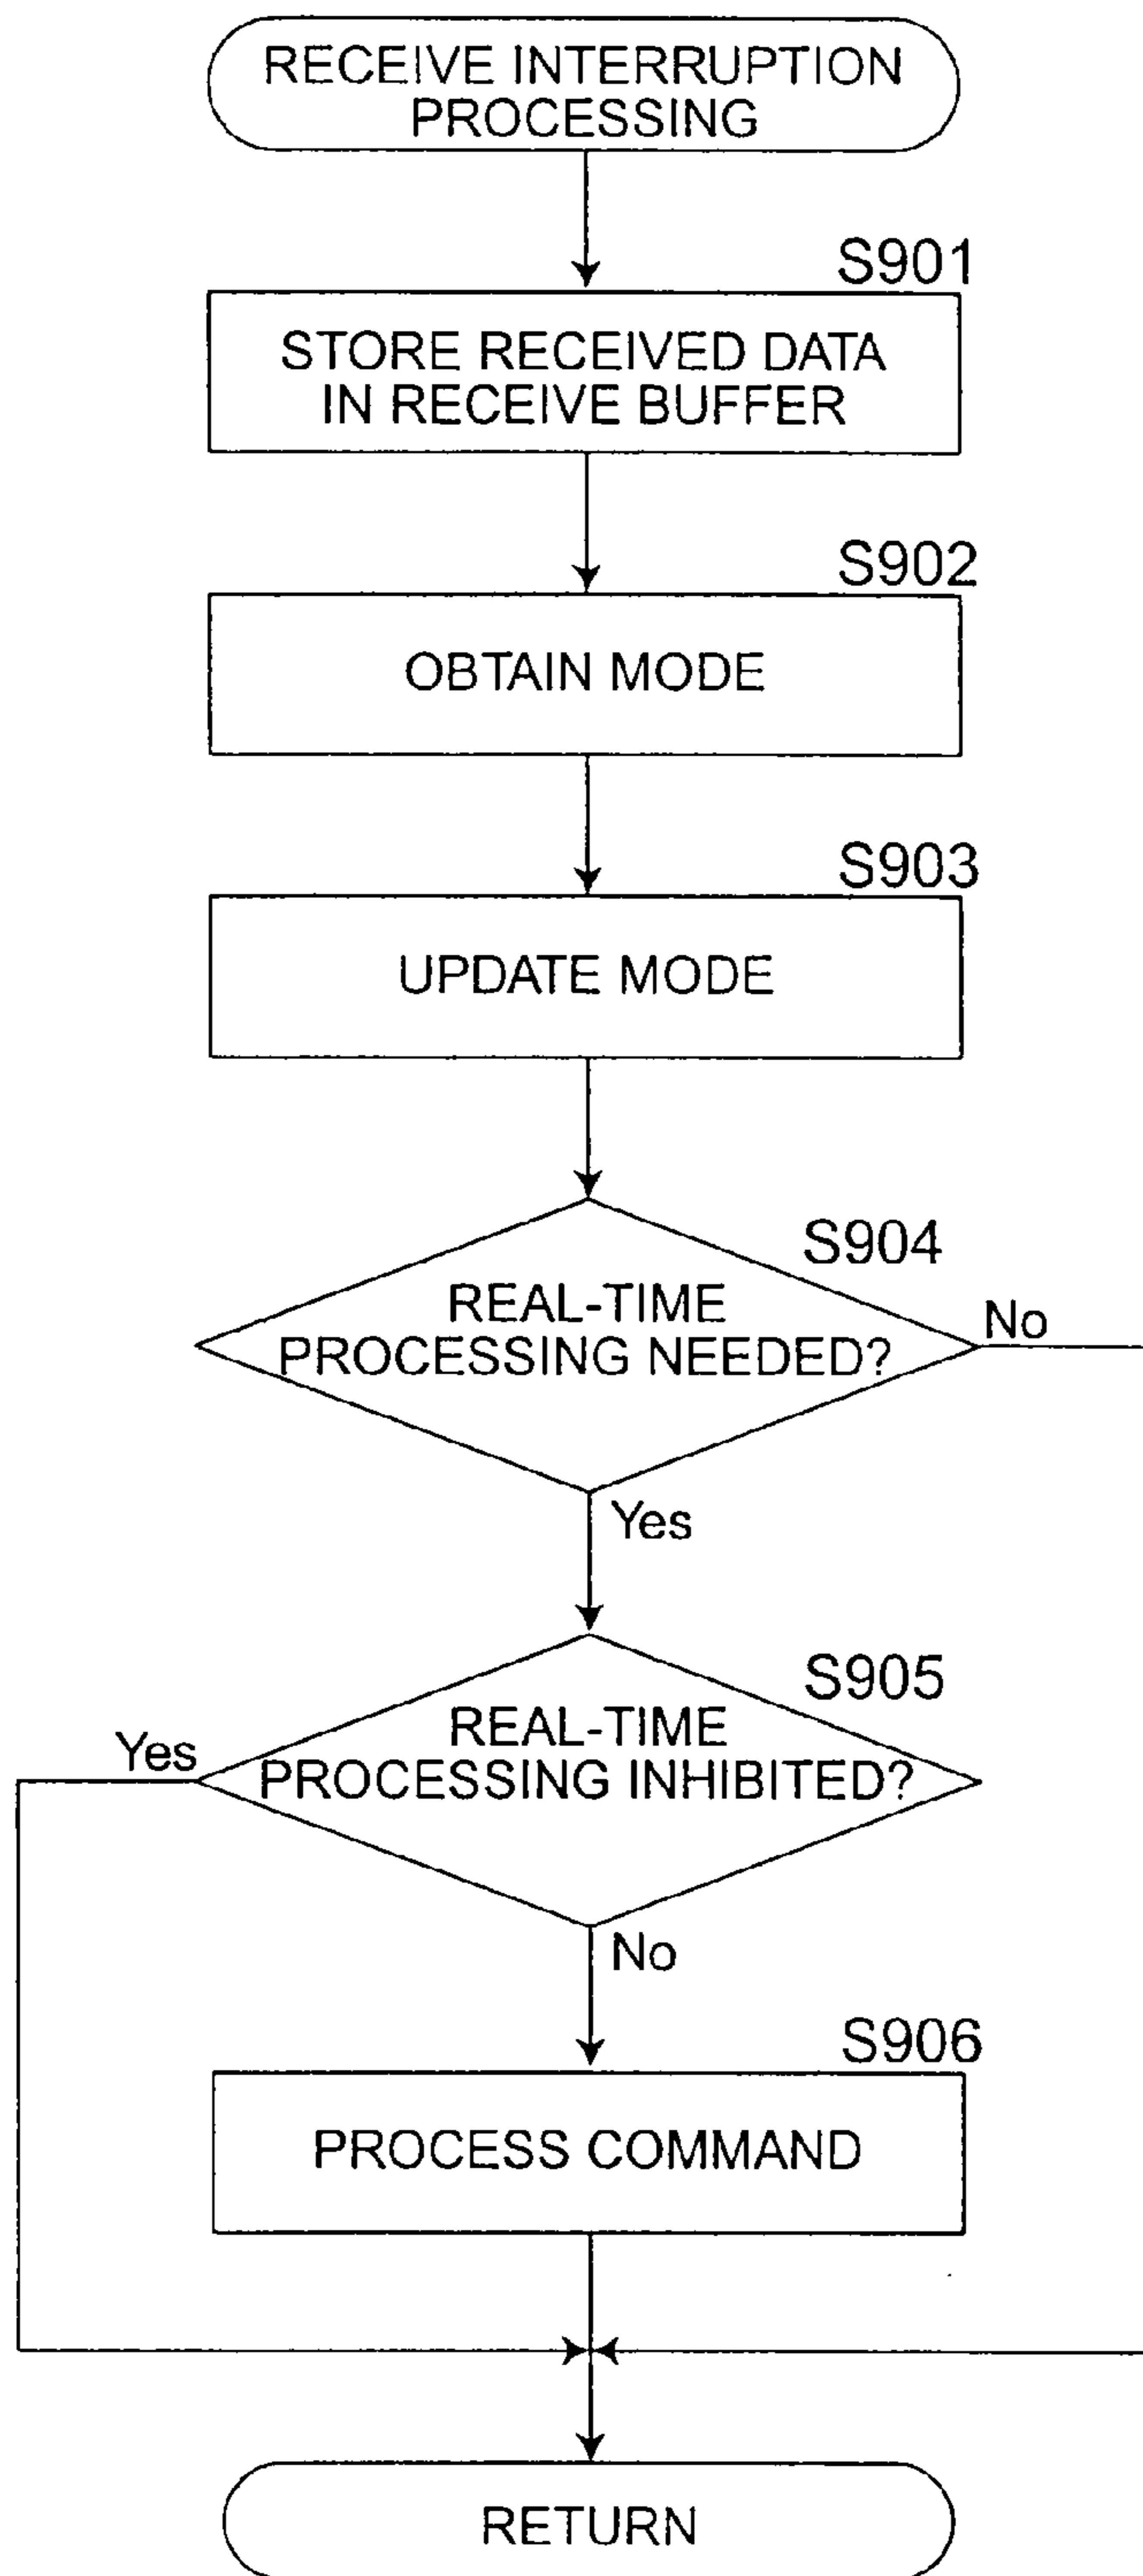 RECEIVE INTERRUPTION
PROCESSING
S901
STORE RECEIVED DATA
IN RECEIVE BUFFER
S902
OBTAIN MODE
S903
UPDATE MODE
S904
REAL-TIME
PROCESSING NEEDED?
No
Yes
S905
REAL-TIME
PROCESSING INHIBITED?
Yes
No
S906
PROCESS COMMAND
RETURN